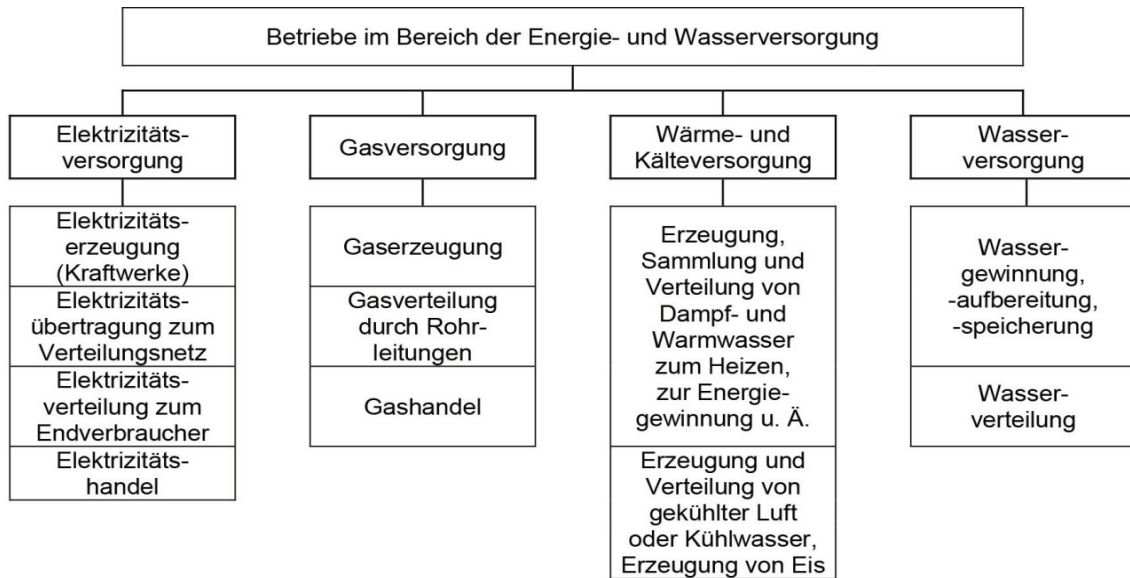 Betriebe im Bereich der Energie- und Wasserversorgung
Elektrizitäts-
versorgung
Elektrizitäts-
erzeugung
(Kraftwerke)
Elektrizitäts-
übertragung zum
Verteilungsnetz
Elektrizitäts-
verteilung zum
Endverbraucher
Elektrizitäts-
handel
Gasversorgung
Gaserzeugung
Gasverteilung
durch Rohr-
leitungen
Gashandel
Wärme- und
Kälteversorgung
Erzeugung,
Sammlung und
Verteilung von
Dampf- und
Warmwasser
zum Heizen,
zur Energie-
gewinnung u. Ä.
Erzeugung und
Verteilung von
gekühlter Luft
oder Kühlwasser,
Erzeugung von Eis
Wasser-
versorgung
Wasser-
gewinnung,
-aufbereitung,
-speicherung
Wasser-
verteilung